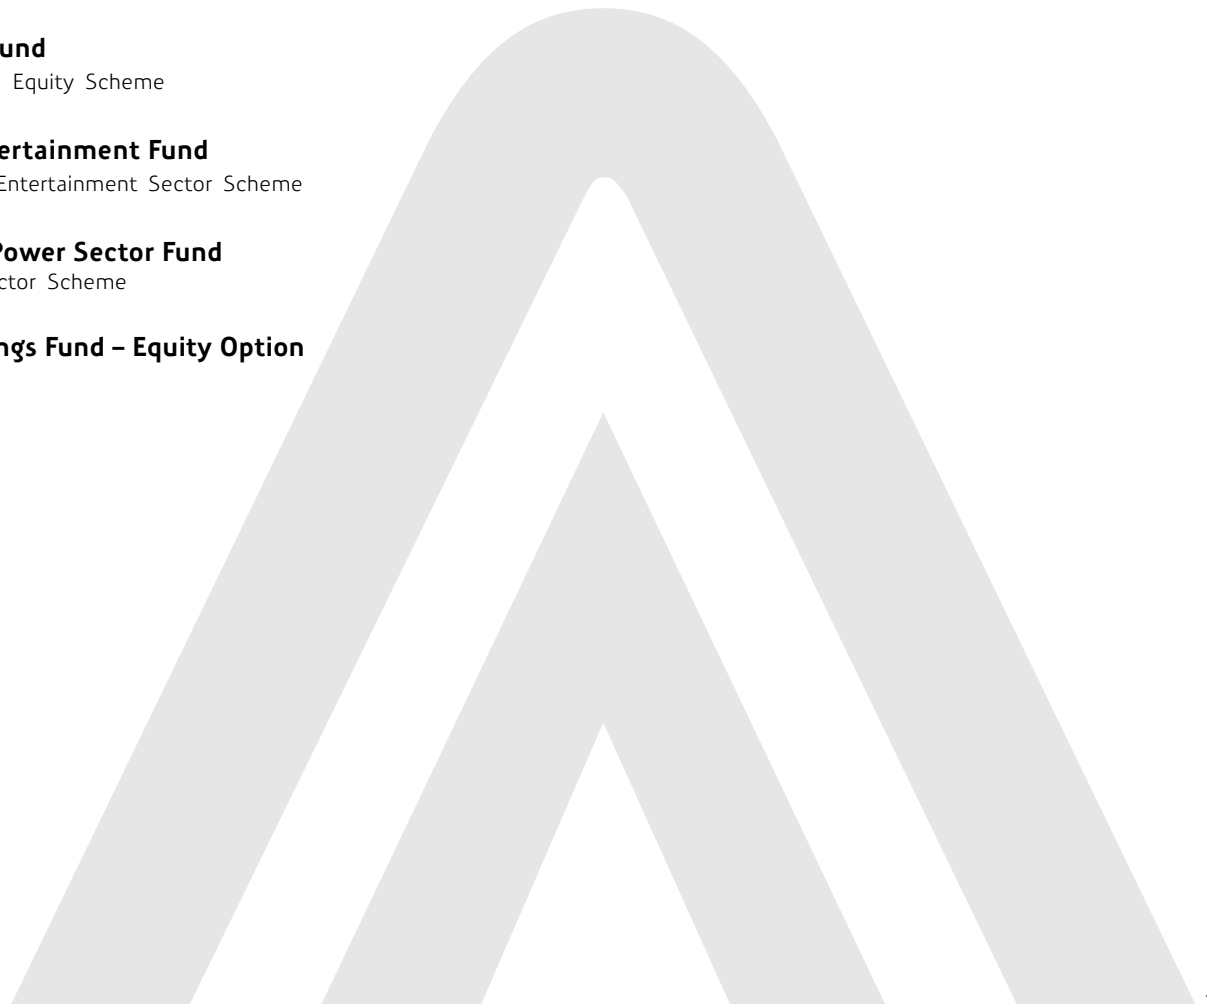 und
Equity Scheme
ertainment Fund
Entertainment Sector Scheme
Power Sector Fund
ctor Scheme
ngs Fund – Equity Option